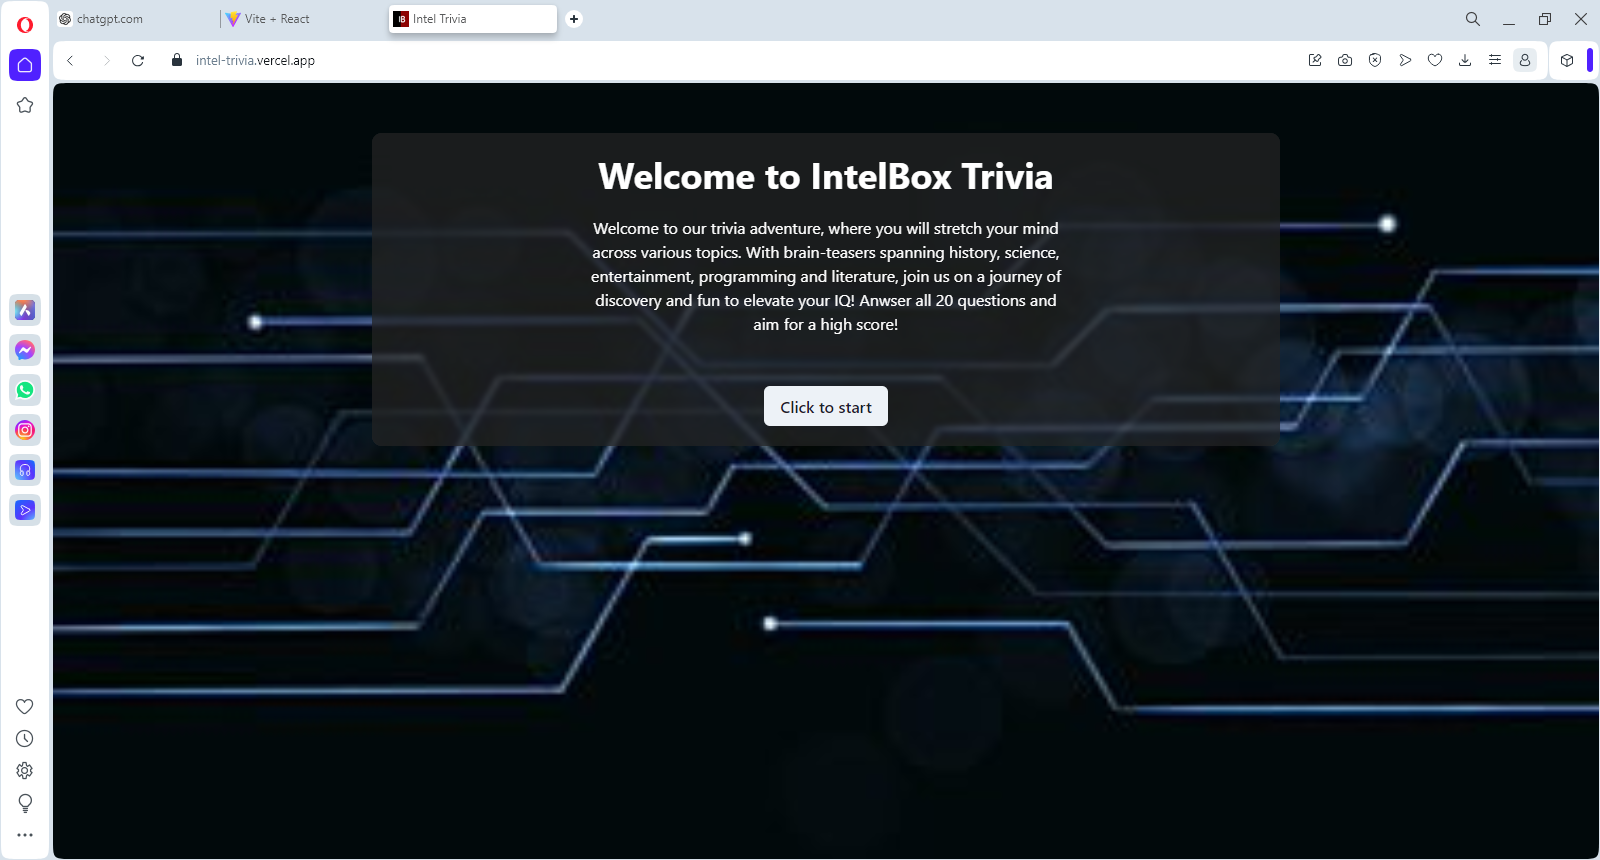 chatgpt.com
Vite + React
IB Intel Trivia
intel-trivia.vercel.app
Welcome to IntelBox Trivia
Welcome to our trivia adventure, where you will stretch your mind
across various topics. With brain-teasers spanning history, science,
entertainment, programming and literature, join us on a journey of
discovery and fun to elevate your IQ! Anwser all 20 questions and
aim for a high score!
Click to start